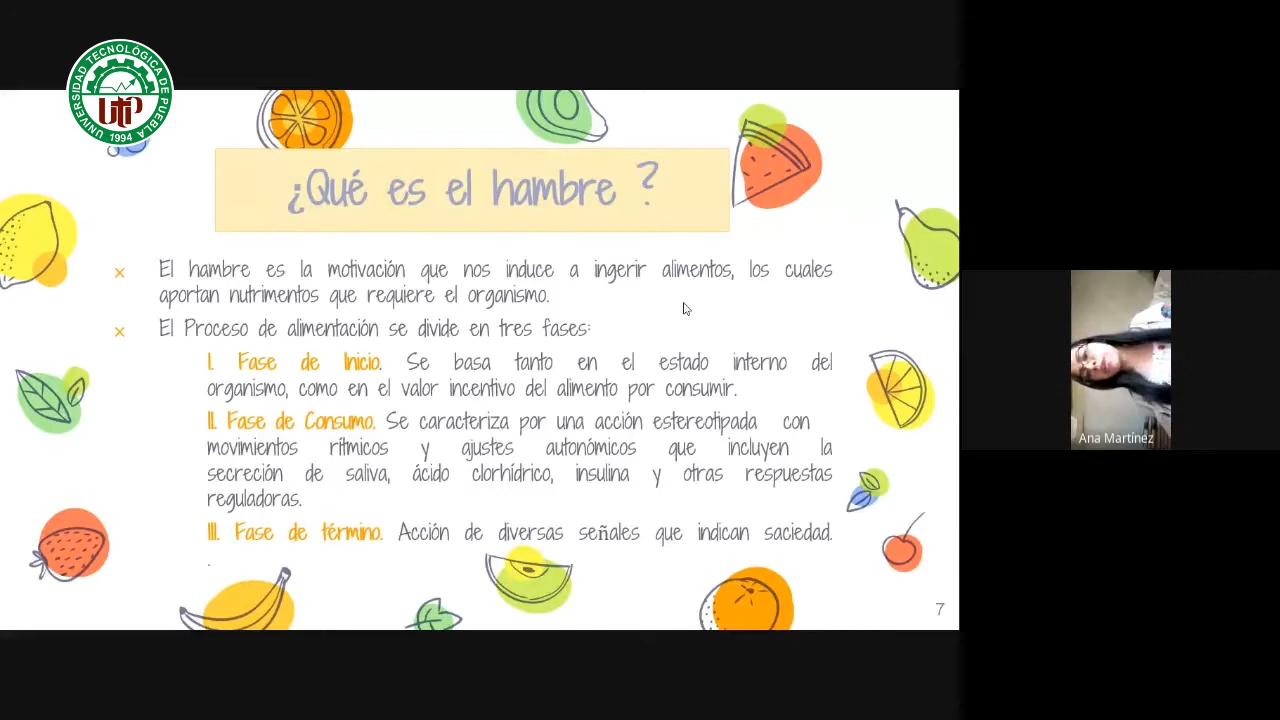 UNIVERSIDAD TECNOLÓGICA DE PUEBLA
UTP
1994
¿Qué es el hambre ?
x El hambre es la motivación que nos induce a ingerir alimentos, los cuales
aportan nutrimentos que requiere el organismo.
x El Proceso de alimentación se divide en tres fases:
I. Fase de Inicio. Se basa tanto en el estado interno del
organismo, como en el valor incentivo del alimento por consumir.
II. Fase de Consumo. Se caracteriza por una acción estereotipada con
movimientos rítmicos y ajustes autonómicos que incluyen la
secreción de saliva, ácido clorhídrico, insulina y otras respuestas
reguladoras.
III. Fase de término. Acción de diversas señales que indican saciedad.
.
7
Ana Martínez